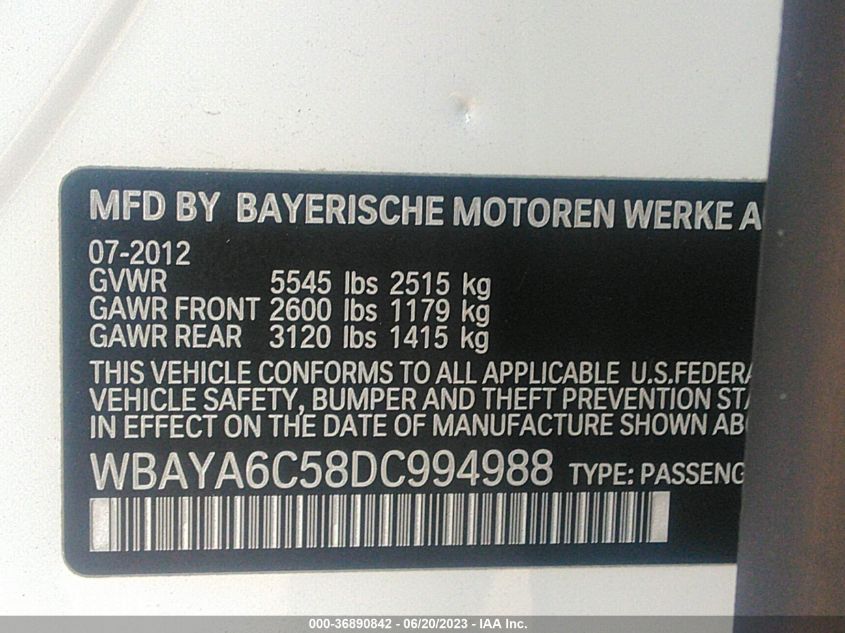 MFD BY BAYERISCHE MOTOREN WERKE A
07-2012
GVWR 5545 lbs 2515 kg
GAWR FRONT 2600 lbs 1179 kg
GAWR REAR 3120 lbs 1415 kg
THIS VEHICLE CONFORMS TO ALL APPLICABLE U.S.FEDERA
VEHICLE SAFETY, BUMPER AND THEFT PREVENTION STA
IN EFFECT ON THE DATE OF MANUFACTURE SHOWN ABO
WBAYA6C58DC994988 TYPE: PASSENG
000-36890842 - 06/20/2023 - IAA Inc.